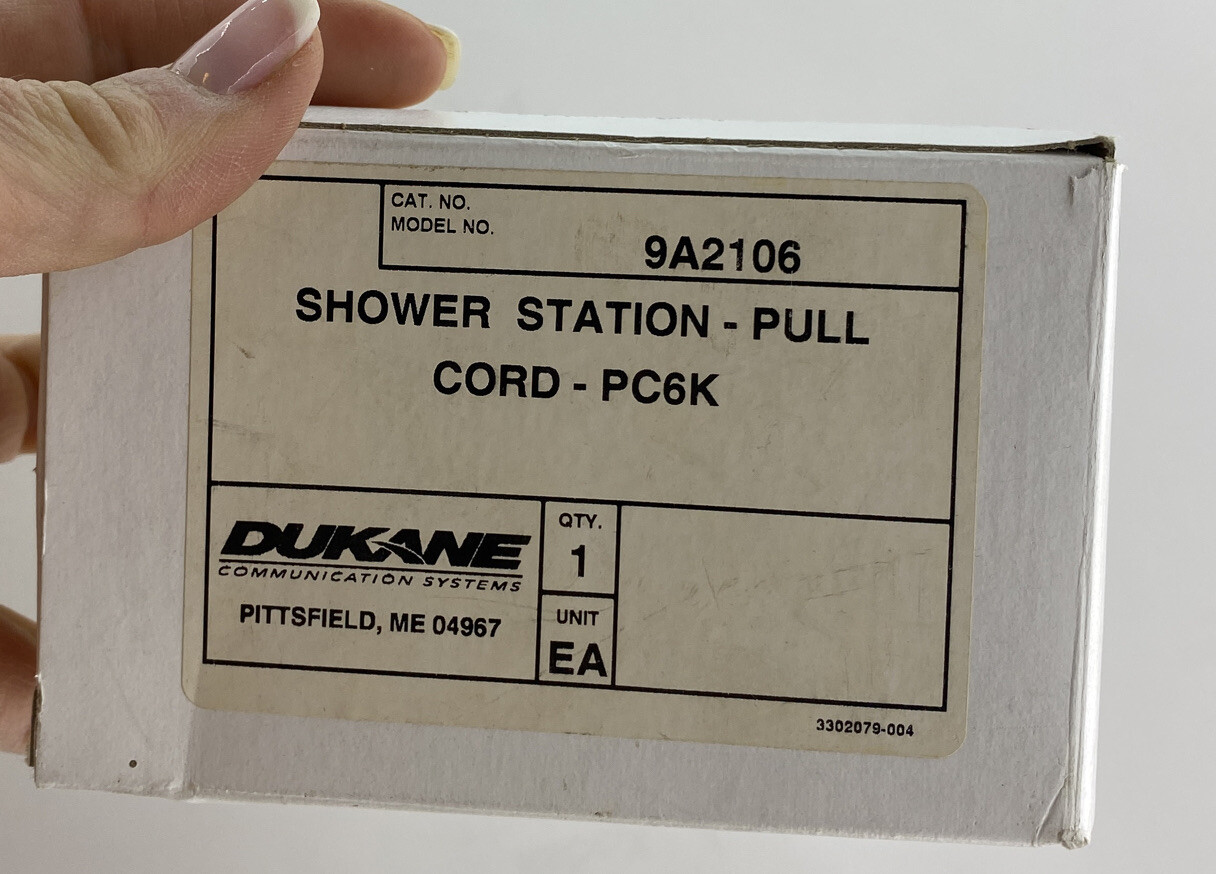 CAT. NO.
MODEL NO.
9A2106
SHOWER STATION - PULL
CORD - PC6K
DUKANE
COMMUNICATION SYSTEMS
PITTSFIELD, ME 04967
QTY.
1
UNIT
EA
3302079-004